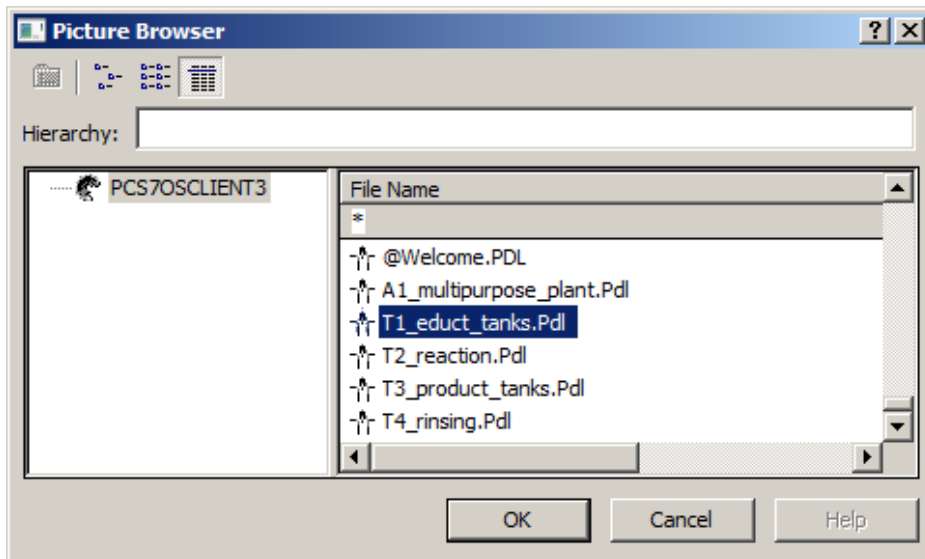 Picture Browser
Hierarchy:
PCS7OSCLIENT3
File Name
*
@Welcome.PDL
A1_multipurpose_plant.Pdl
T1_educt_tanks.Pdl
T2_reaction.Pdl
T3_product_tanks.Pdl
T4_rinsing.Pdl
OK Cancel Help